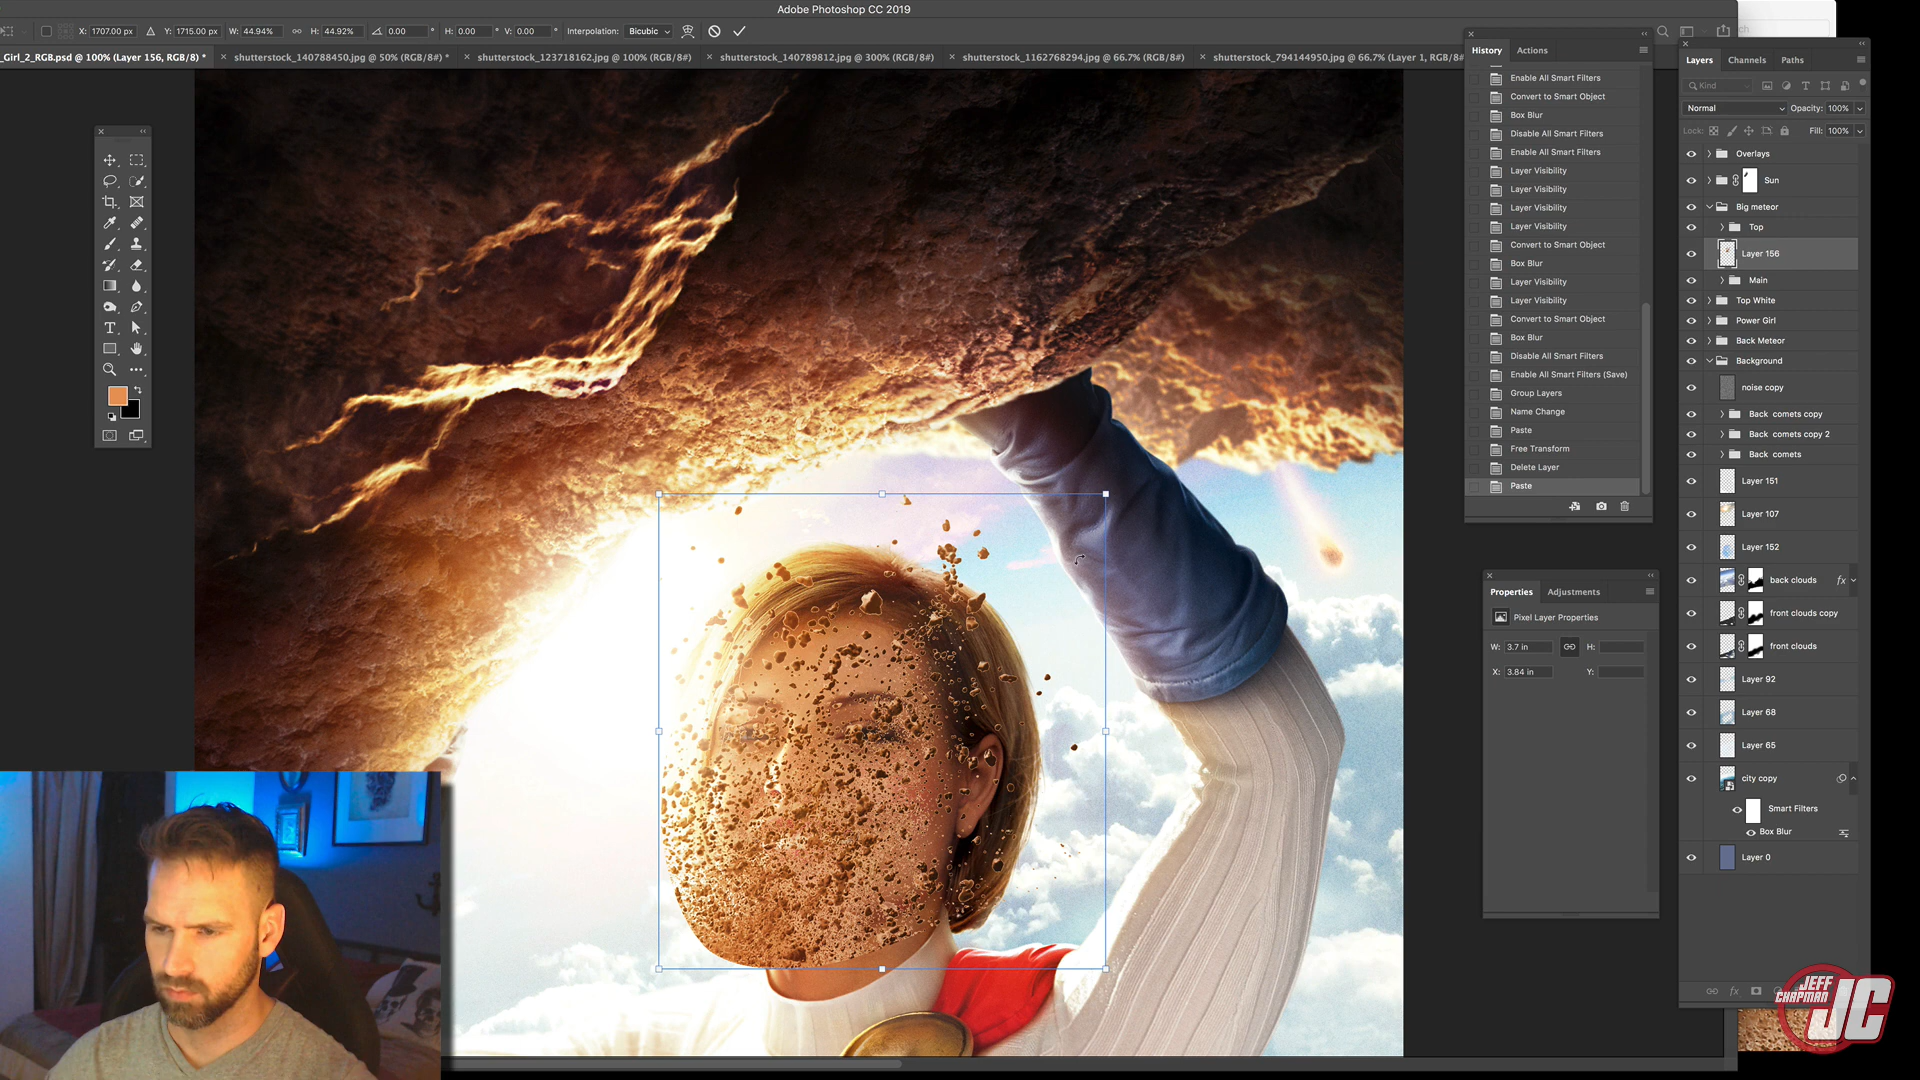 Adobe Photoshop CC 2019
X: 1707.00 px Y: 1715.00 px W: 44.94% H: 44.92% 0.00 ° H: 0.00 ° V: 0.00 ° Interpolation: Bicubic
_Girl_2_RGB.psd @ 100% (Layer 156, RGB/8) * × shutterstock_140788450.jpg @ 50% (RGB/8#) * × shutterstock_123718162.jpg @ 100% (RGB/8#) × shutterstock_140789812.jpg @ 300% (RGB/8#) × shutterstock_1162768294.jpg @ 66.7% (RGB/8#) × shutterstock_794144950.jpg @ 66.7% (Layer 1, RGB/8#
History Actions
Enable All Smart Filters
Convert to Smart Object
Box Blur
Disable All Smart Filters
Enable All Smart Filters
Layer Visibility
Layer Visibility
Layer Visibility
Layer Visibility
Convert to Smart Object
Box Blur
Layer Visibility
Layer Visibility
Convert to Smart Object
Box Blur
Disable All Smart Filters
Enable All Smart Filters (Save)
Group Layers
Name Change
Paste
Free Transform
Delete Layer
Paste
Properties Adjustments
Pixel Layer Properties
W: 3.7 in H:
X: 3.84 in Y:
Layers Channels Paths
Kind
Normal Opacity: 100%
Lock: Fill: 100%
Overlays
Sun
Big meteor
Top
Layer 156
Main
Top White
Power Girl
Back Meteor
Background
noise copy
Back comets copy
Back comets copy 2
Back comets
Layer 151
Layer 107
Layer 152
back clouds fx
front clouds copy
front clouds
Layer 92
Layer 68
Layer 65
city copy
Smart Filters
Box Blur
Layer 0
fx
JEFF
CHAPMAN
JC